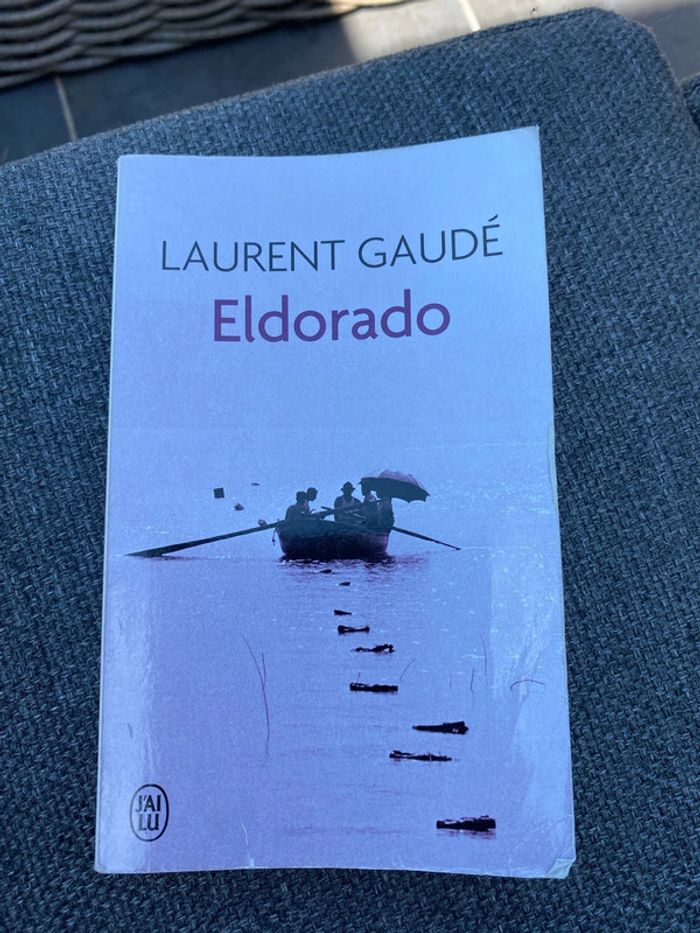 LAURENT GAUDÉ
Eldorado
J'AI
LU